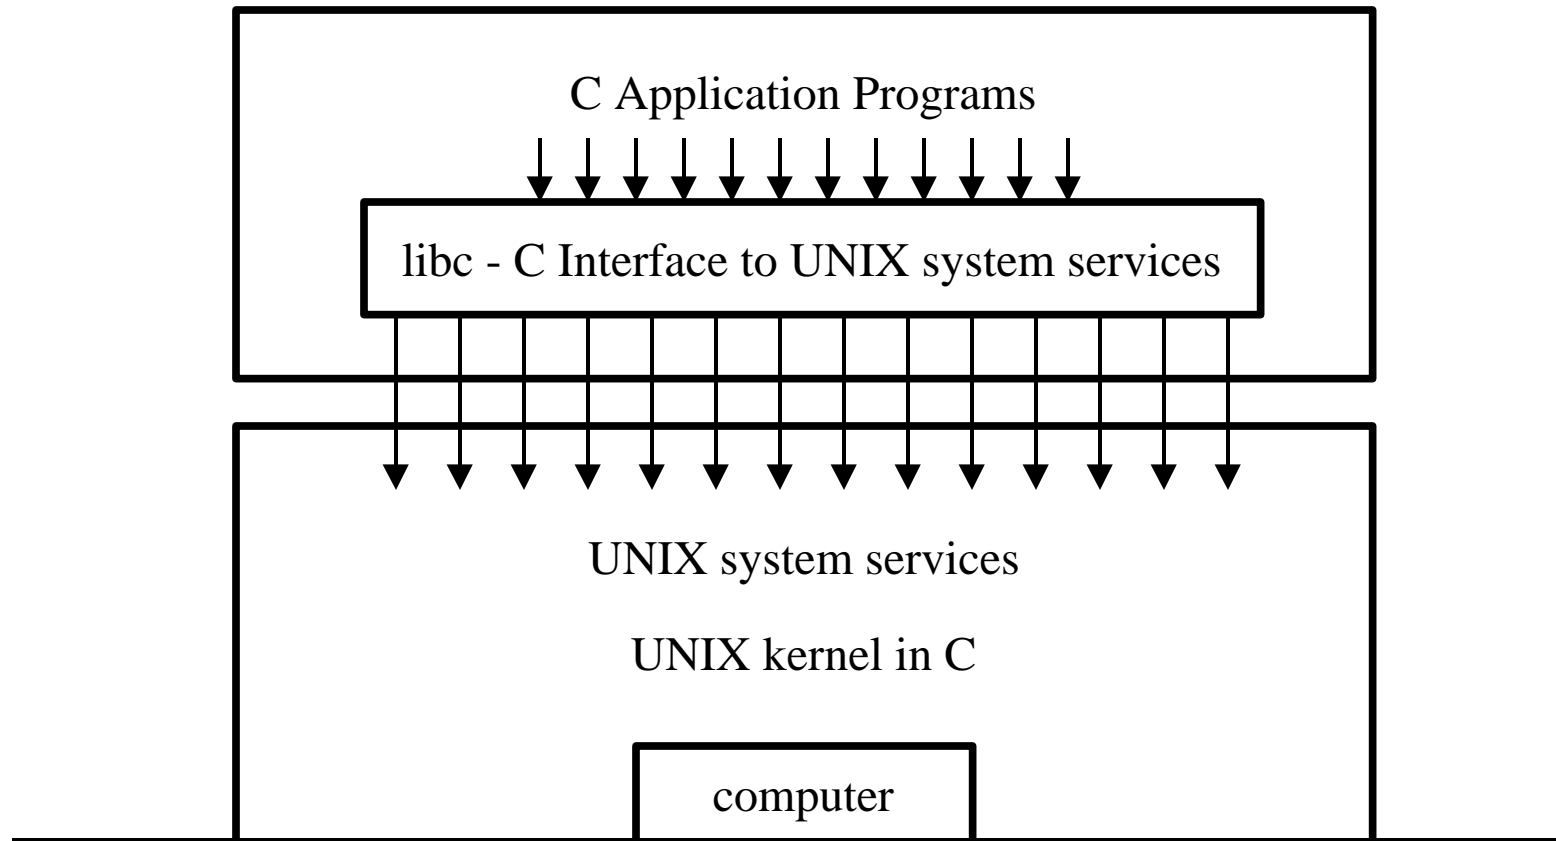 C Application Programs
libc - C Interface to UNIX system services
UNIX system services
UNIX kernel in C
computer